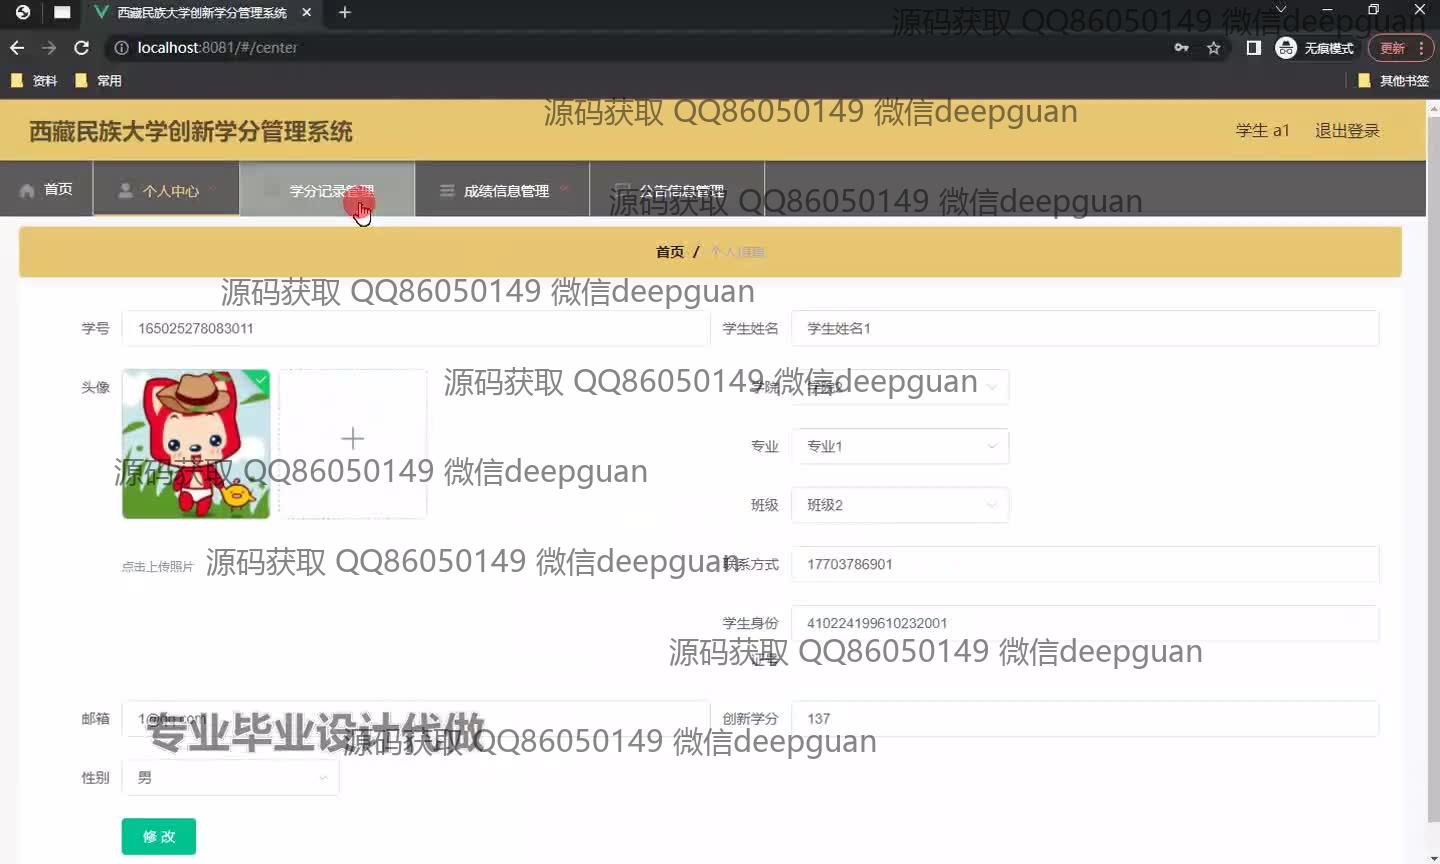 西藏民族大学创新学分管理系统
源码获取 QQ86050149 微信deepguan
localhost:8081/#/center
无痕模式
更新
资料
常用
其他书签
源码获取 QQ86050149 微信deepguan
西藏民族大学创新学分管理系统
学生 a1
退出登录
首页
个人中心
学分记录管理
成绩信息管理
公告信息管理
源码获取 QQ86050149 微信deepguan
首页 /
源码获取 QQ86050149 微信deepguan
学号 165025278083011
学生姓名 学生姓名1
头像
源码获取 QQ86050149 微信deepguan
学院
专业 专业1
源码获取 QQ86050149 微信deepguan
班级 班级2
点击上传照片
源码获取 QQ86050149 微信deepguan
联系方式 17703786901
学生身份证号 410224199610232001
源码获取 QQ86050149 微信deepguan
邮箱 1@qq.com
专业毕业设计代做
创新学分 137
源码获取 QQ86050149 微信deepguan
性别 男
修改